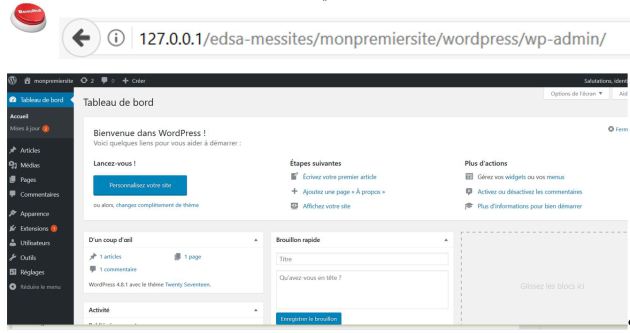 127.0.0.1/edsa-messites/monpremiersite/wordpress/wp-admin/
monpremiersite 2 0 + Créer Salutations, identi
Tableau de bord
Accueil
Mises à jour 2
Articles
Médias
Pages
Commentaires
Apparence
Extensions 1
Utilisateurs
Outils
Réglages
Réduire le menu
Options de l'écran ▼ Aid
Tableau de bord
Bienvenue dans WordPress !
Voici quelques liens pour vous aider à démarrer :
Ferm
Lancez-vous !
Personnalisez votre site
ou alors, changez complètement de thème
Étapes suivantes
Écrivez votre premier article
Ajoutez une page « À propos »
Affichez votre site
Plus d'actions
Gérez vos widgets ou vos menus
Activez ou désactivez les commentaires
Plus d'informations pour bien démarrer
D'un coup d'œil
1 articles 1 page
1 commentaire
WordPress 4.8.1 avec le thème Twenty Seventeen.
Activité
Brouillon rapide
Titre
Qu'avez-vous en tête ?
Enregistrer le brouillon
Glissez les blocs ici